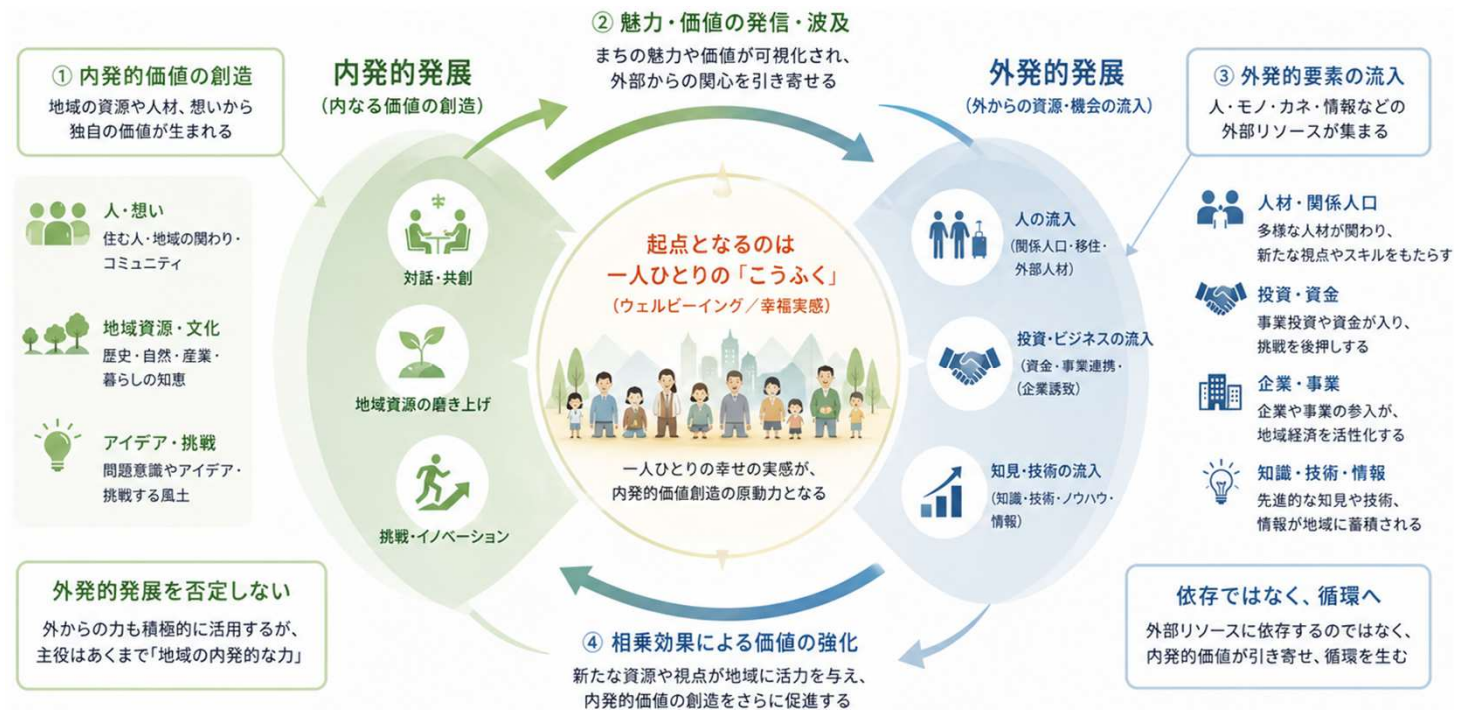 ② 魅力・価値の発信・波及
まちの魅力や価値が可視化され、
外部からの関心を引き寄せる
① 内発的価値の創造
地域の資源や人材、想いから
独自の価値が生まれる
内発的発展
（内なる価値の創造）
外発的発展
（外からの資源・機会の流入）
③ 外発的要素の流入
人・モノ・カネ・情報などの
外部リソースが集まる
人・想い
住む人・地域の関わり・
コミュニティ
地域資源・文化
歴史・自然・産業・
暮らしの知恵
アイデア・挑戦
問題意識やアイデア・
挑戦する風土
対話・共創
地域資源の磨き上げ
挑戦・イノベーション
起点となるのは
一人ひとりの「こうふく」
（ウェルビーイング／幸福実感）
一人ひとりの幸せの実感が、
内発的価値創造の原動力となる
人の流入
（関係人口・移住・
外部人材）
投資・ビジネスの流入
（資金・事業連携・
（企業誘致）
知見・技術の流入
（知識・技術・ノウハウ・
情報）
人材・関係人口
多様な人材が関わり、
新たな視点やスキルをもたらす
投資・資金
事業投資や資金が入り、
挑戦を後押しする
企業・事業
企業や事業の参入が、
地域経済を活性化する
知識・技術・情報
先進的な知見や技術、
情報が地域に蓄積される
外発的発展を否定しない
外からの力も積極的に活用するが、
主役はあくまで「地域の内発的な力」
④ 相乗効果による価値の強化
新たな資源や視点が地域に活力を与え、
内発的価値の創造をさらに促進する
依存ではなく、循環へ
外部リソースに依存するのではなく、
内発的価値が引き寄せ、循環を生む